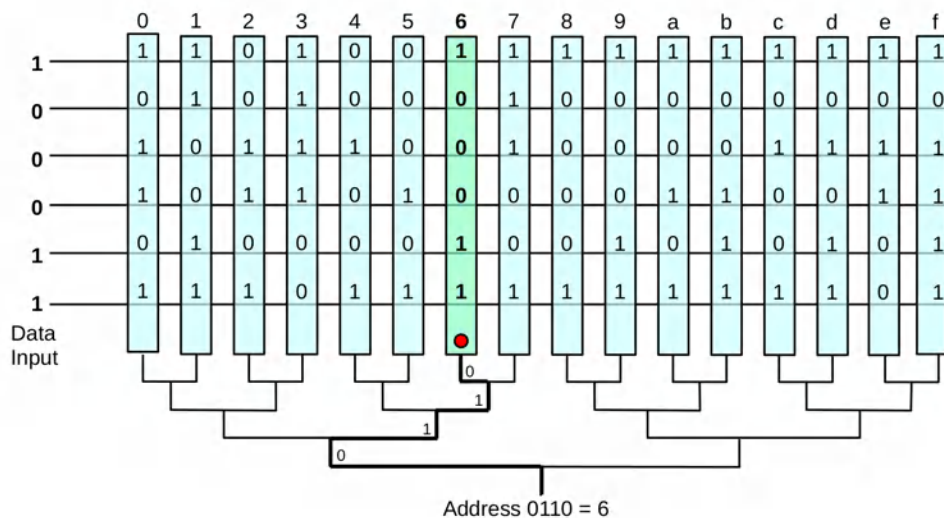 0 1 2 3 4 5 6 7 8 9 a b c d e f
1 1 1 0 1 0 0 1 1 1 1 1 1 1 1 1 1
0 0 1 0 1 0 0 0 1 0 0 0 0 0 0 0 0
0 1 0 1 1 1 0 0 1 0 0 0 0 1 1 1 1
0 1 0 1 1 0 1 0 0 0 0 1 1 0 0 1 1
1 0 1 0 0 0 0 1 0 0 1 0 1 0 1 0 1
1 1 1 1 0 1 1 1 1 1 1 1 1 1 1 0 1
Data
Input
0
1
1
0
Address 0110 = 6